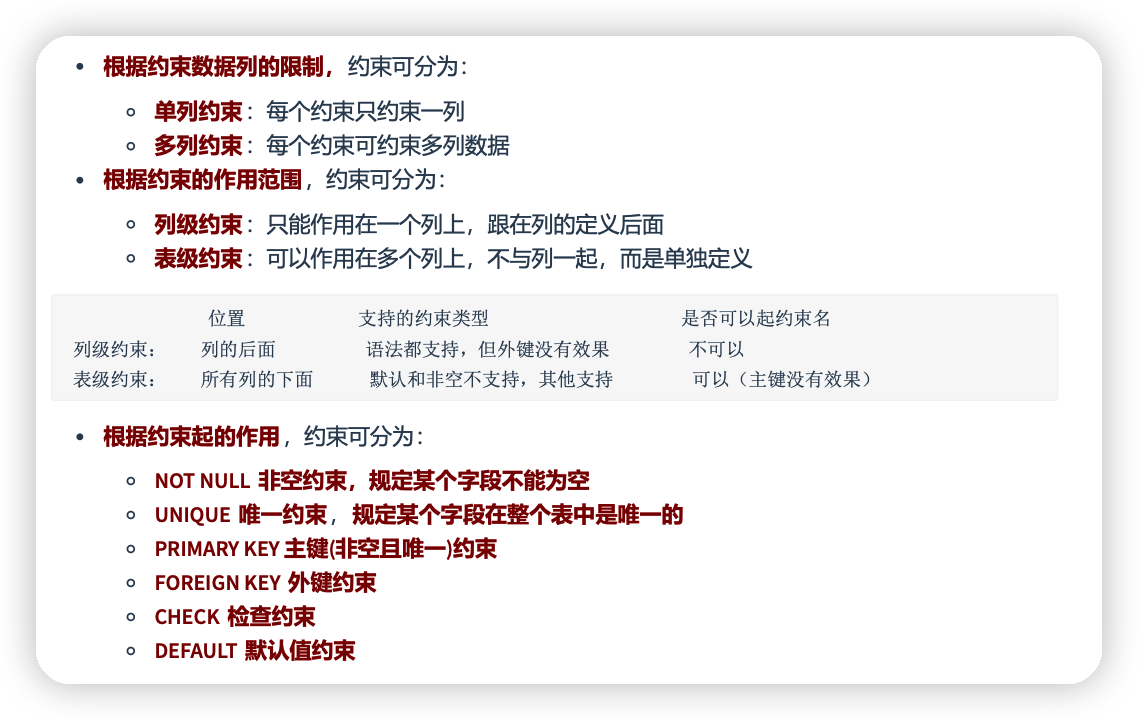 • 根据约束数据列的限制，约束可分为：
◦ 单列约束：每个约束只约束一列
◦ 多列约束：每个约束可约束多列数据
• 根据约束的作用范围，约束可分为：
◦ 列级约束：只能作用在一个列上，跟在列的定义后面
◦ 表级约束：可以作用在多个列上，不与列一起，而是单独定义
位置 支持的约束类型 是否可以起约束名
列级约束： 列的后面 语法都支持，但外键没有效果 不可以
表级约束： 所有列的下面 默认和非空不支持，其他支持 可以（主键没有效果）
• 根据约束起的作用，约束可分为：
◦ NOT NULL 非空约束，规定某个字段不能为空
◦ UNIQUE 唯一约束，规定某个字段在整个表中是唯一的
◦ PRIMARY KEY 主键(非空且唯一)约束
◦ FOREIGN KEY 外键约束
◦ CHECK 检查约束
◦ DEFAULT 默认值约束